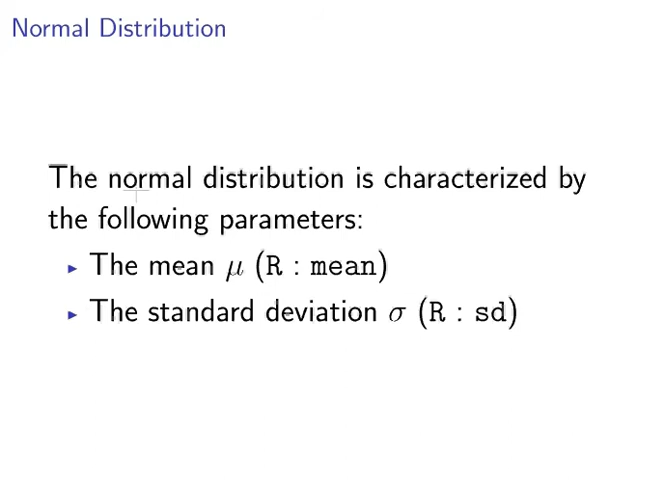 Normal Distribution
The normal distribution is characterized by
the following parameters:
▸ The mean μ (R : mean)
▸ The standard deviation σ (R : sd)